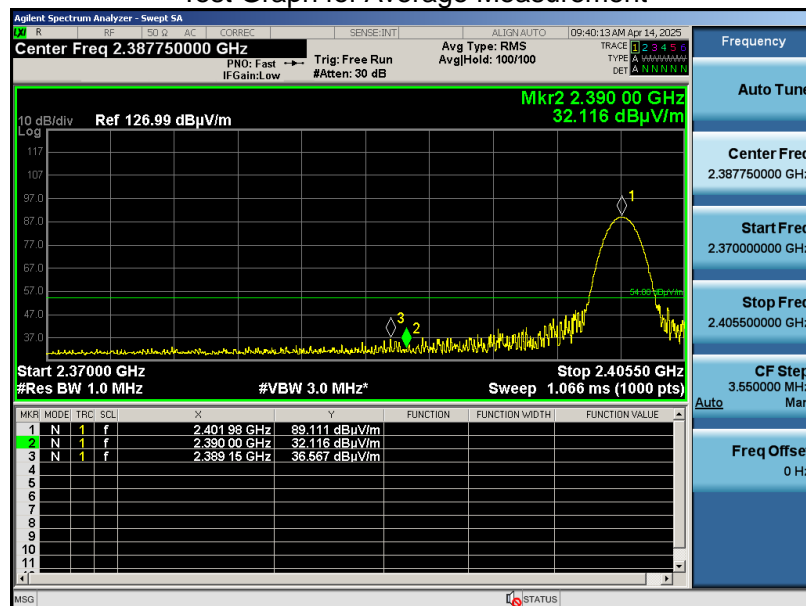 Test Graph for Average Measurement
Agilent Spectrum Analyzer - Swept SA
LXI R RF 50 Ω AC CORREC SENSE:INT ALIGN AUTO 09:40:13 AM Apr 14, 2025
Center Freq 2.387750000 GHz
PNO: Fast
IFGain:Low
Trig: Free Run
#Atten: 30 dB
Avg Type: RMS
Avg|Hold: 100/100
TRACE 1 2 3 4 5 6
TYPE A
DET A N N N N N
Frequency
Mkr2 2.390 00 GHz
32.116 dBµV/m
10 dB/div Ref 126.99 dBµV/m
Log
117
107
97.0
87.0
77.0
67.0
57.0
47.0
37.0
1
2
3
54.00 dBµV/m
Start 2.37000 GHz Stop 2.40550 GHz
#Res BW 1.0 MHz #VBW 3.0 MHz* Sweep 1.066 ms (1000 pts)
MKR MODE TRC SCL X Y FUNCTION FUNCTION WIDTH FUNCTION VALUE
1 N 1 f 2.401 98 GHz 89.111 dBµV/m
2 N 1 f 2.390 00 GHz 32.116 dBµV/m
3 N 1 f 2.389 15 GHz 36.567 dBµV/m
4
5
6
7
8
9
10
11
Auto Tune
Center Freq
2.387750000 GHz
Start Freq
2.370000000 GHz
Stop Freq
2.405500000 GHz
CF Step
3.550000 MHz
Auto Man
Freq Offset
0 Hz
MSG STATUS